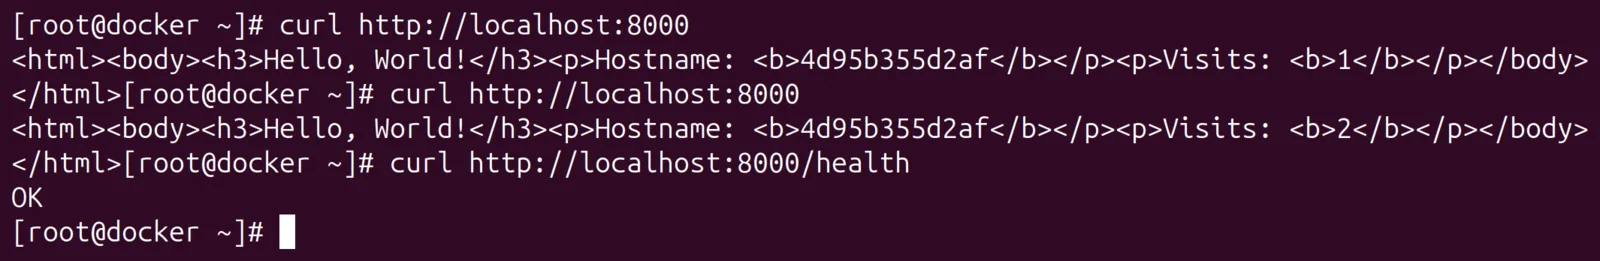 [root@docker ~]# curl http://localhost:8000
<html><body><h3>Hello, World!</h3><p>Hostname: <b>4d95b355d2af</b></p><p>Visits: <b>1</b></p></body>
</html>[root@docker ~]# curl http://localhost:8000
<html><body><h3>Hello, World!</h3><p>Hostname: <b>4d95b355d2af</b></p><p>Visits: <b>2</b></p></body>
</html>[root@docker ~]# curl http://localhost:8000/health
OK
[root@docker ~]#